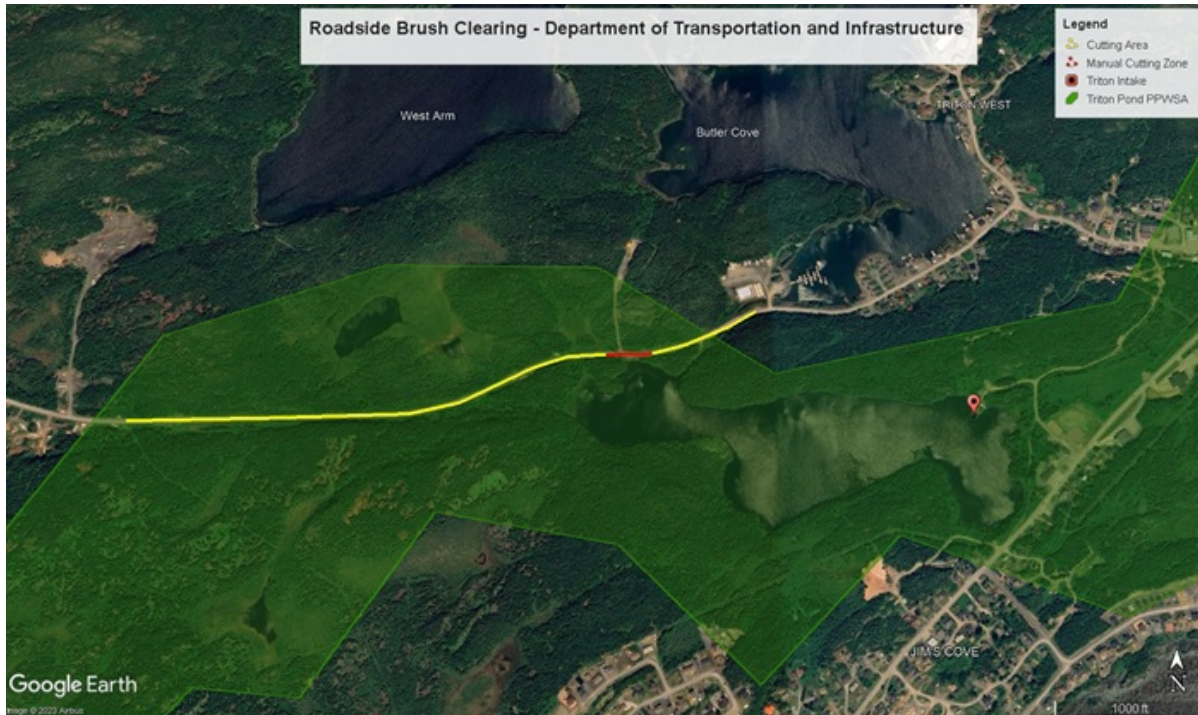 Roadside Brush Clearing - Department of Transportation and Infrastructure
Legend
Cutting Area
Manual Cutting Zone
Triton Intake
Triton Pond PPWSA
West Arm
Butler Cove
TRITON WEST
JIM'S COVE
Google Earth
Image © 2023 Airbus
N
1000 ft